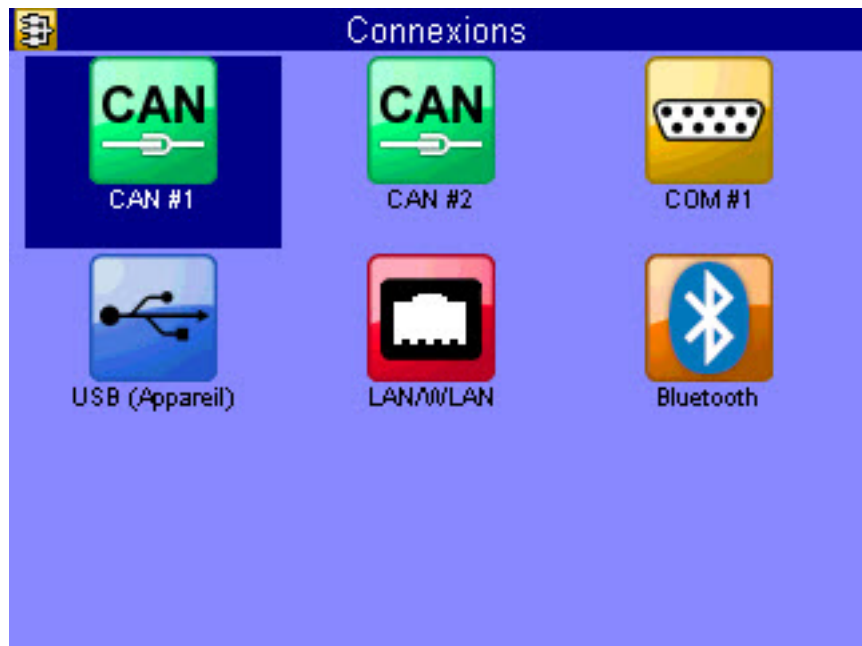 Connexions
CAN
CAN
CAN #1
CAN #2
COM #1
USB (Appareil)
LAN/WLAN
Bluetooth